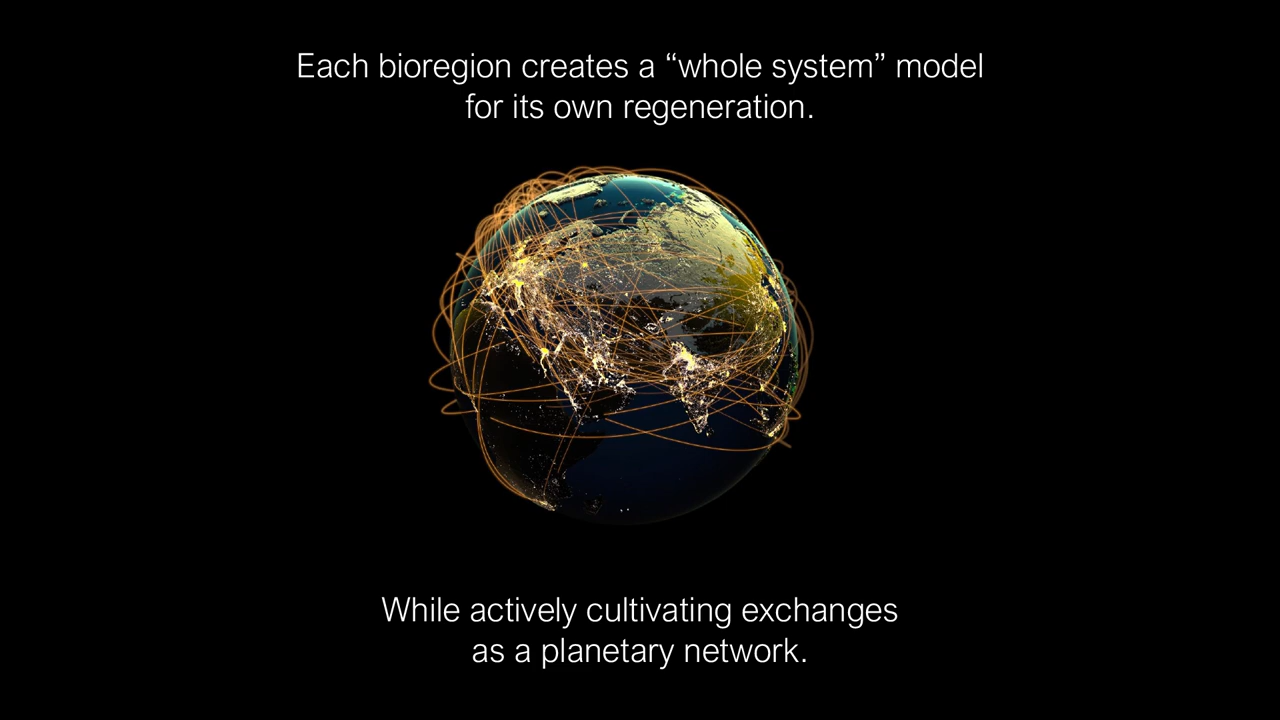 Each bioregion creates a “whole system” model
for its own regeneration.
While actively cultivating exchanges
as a planetary network.